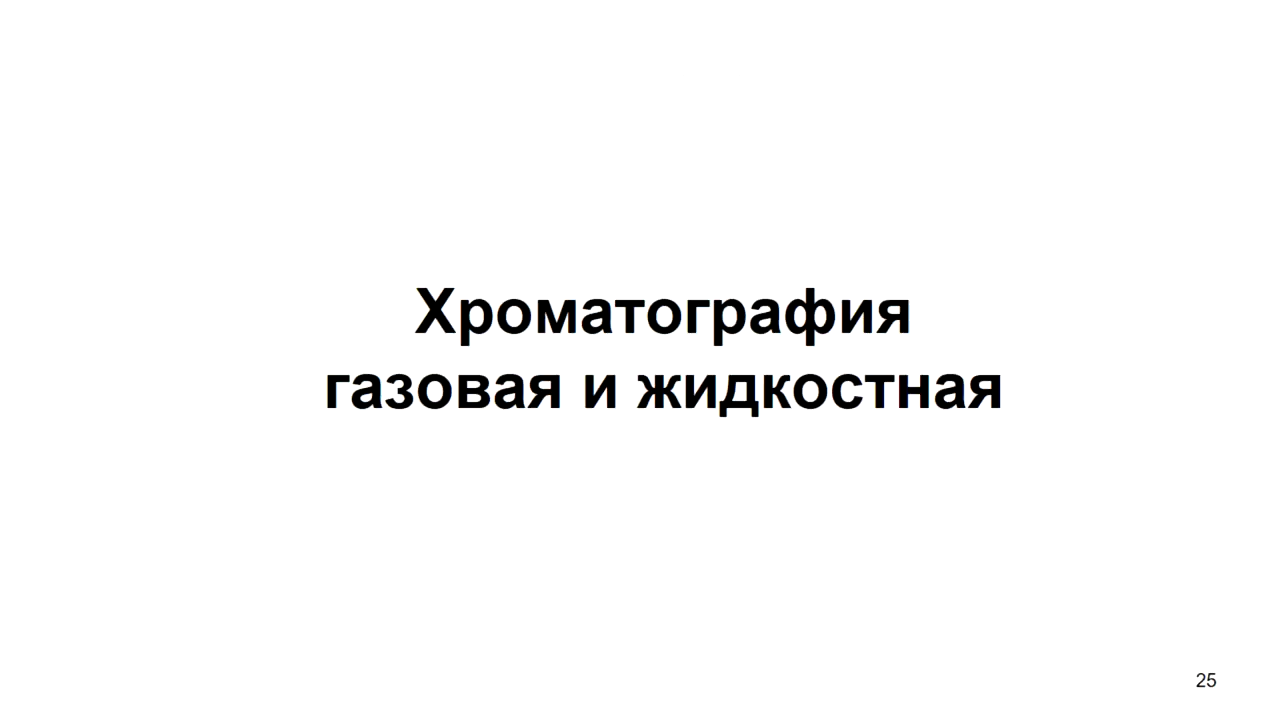 Хроматография
газовая и жидкостная
25